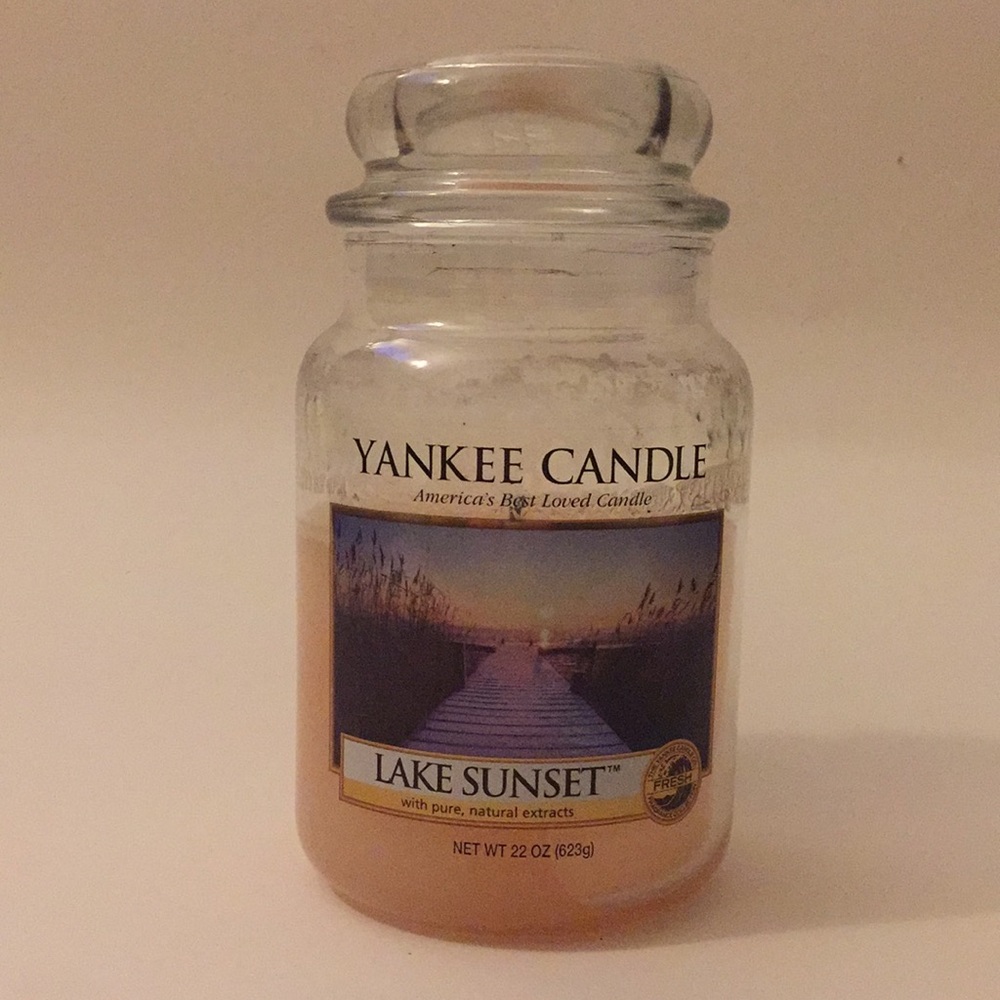 YANKEE CANDLE
America's Best Loved Candle
LAKE SUNSET™
with pure, natural extracts
FRESH
NET WT 22 OZ (623g)